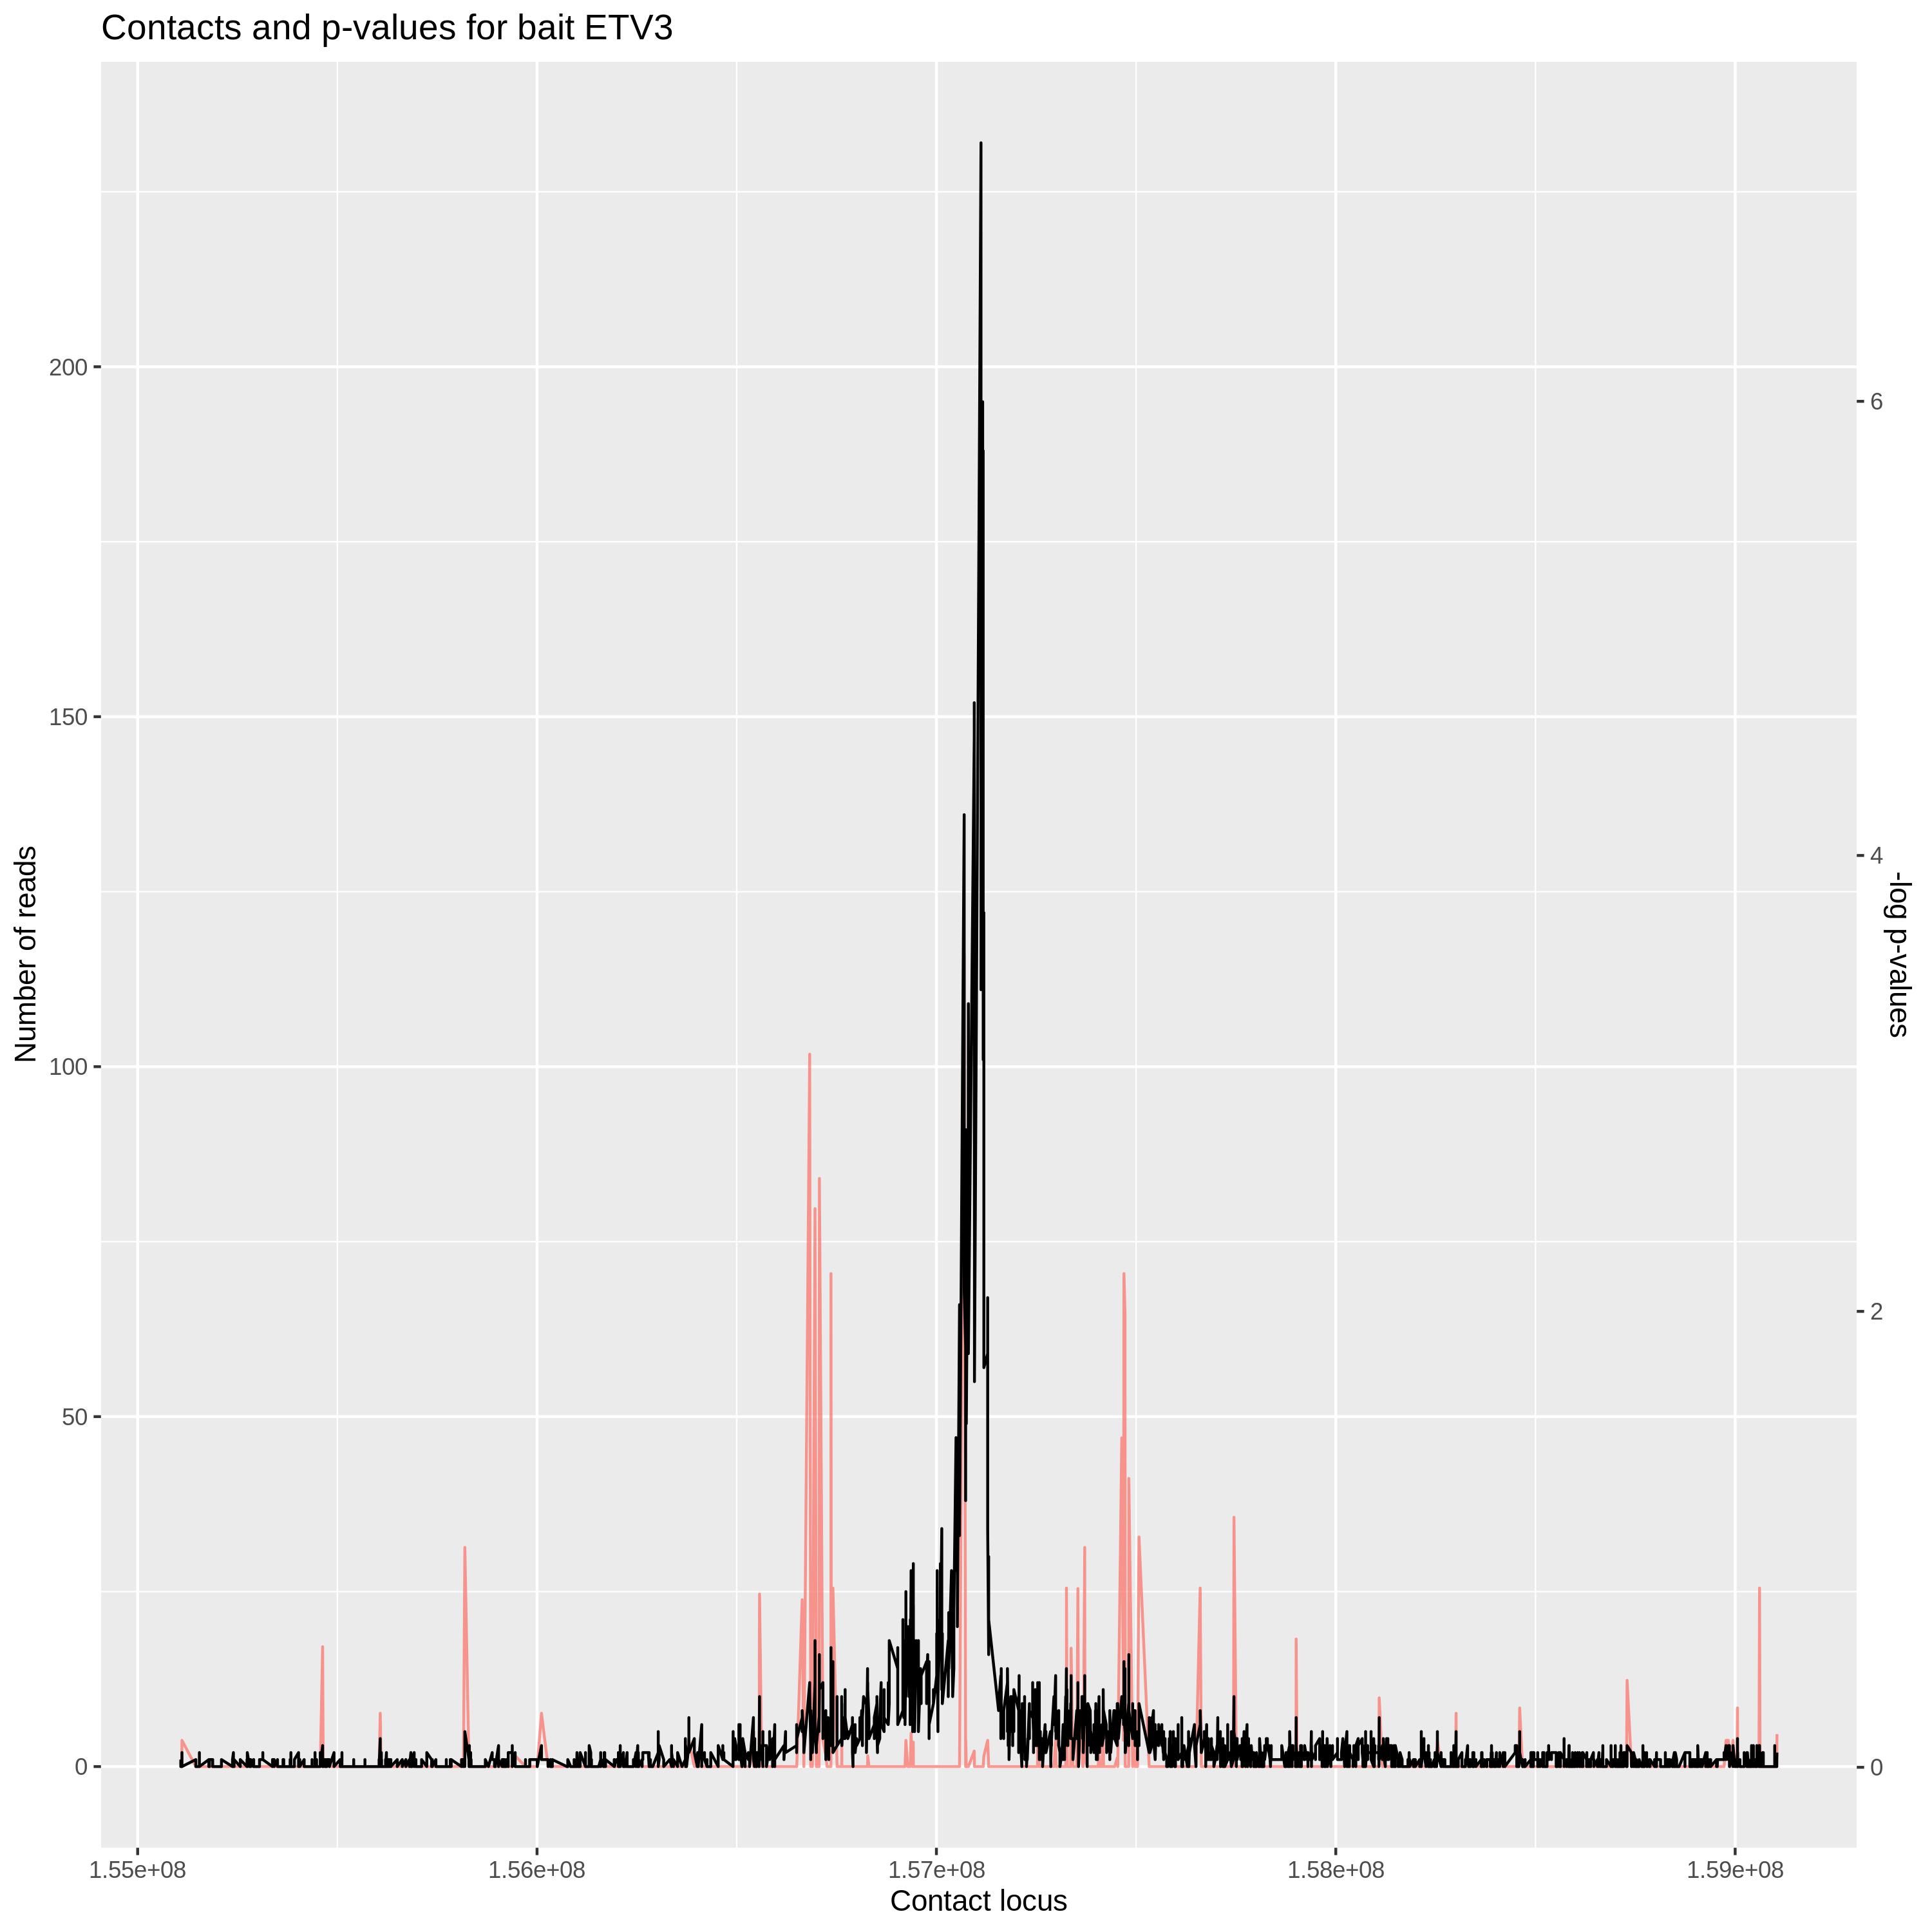 Contacts and p-values for bait ETV3
200
150
100
50
0
Number of reads
6
4
2
0
-log p-values
1.55e+08 1.56e+08 1.57e+08 1.58e+08 1.59e+08
Contact locus